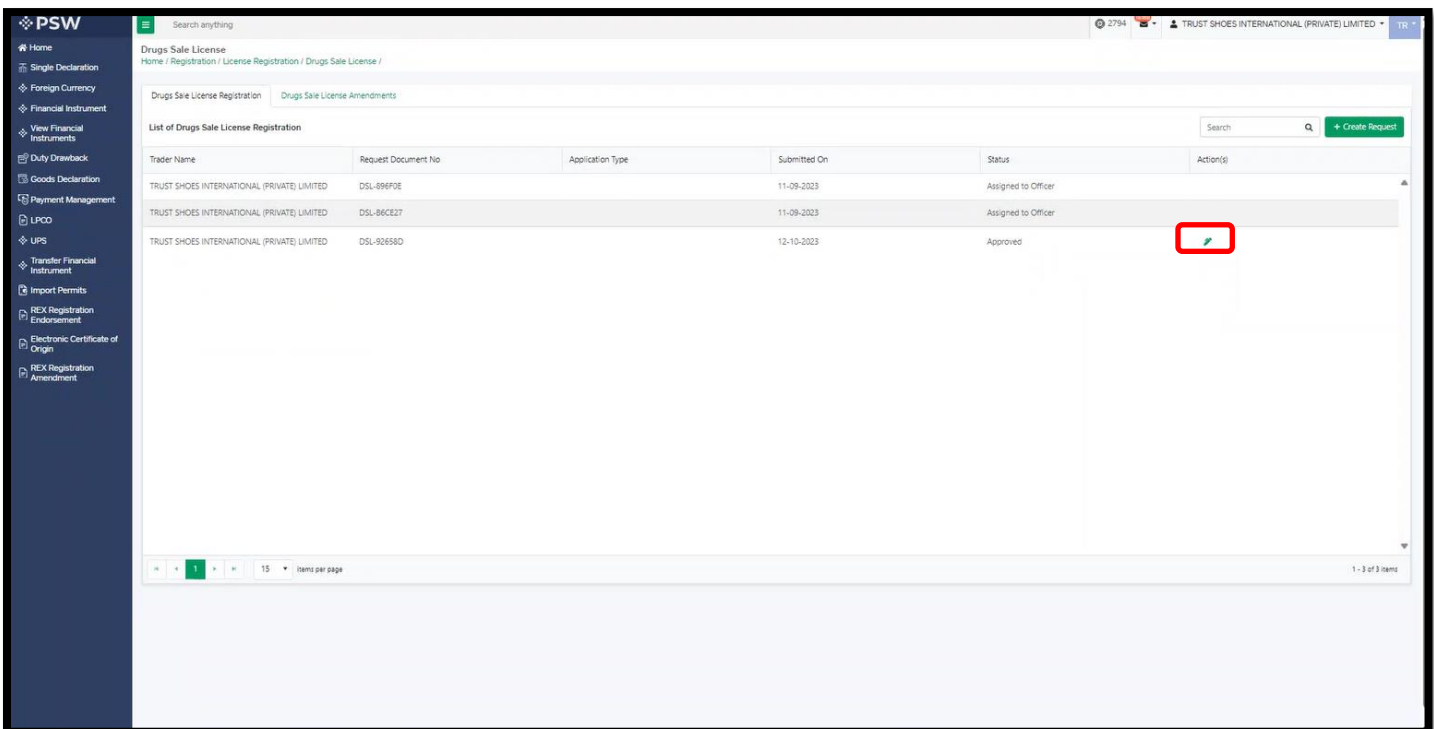 PSW
Search anything
2794
TRUST SHOES INTERNATIONAL (PRIVATE) LIMITED
TR
Home
Single Declaration
Foreign Currency
Financial Instrument
View Financial
Instruments
Duty Drawback
Goods Declaration
Payment Management
LPCO
UPS
Transfer Financial
Instrument
Import Permits
REX Registration
Endorsement
Electronic Certificate of
Origin
REX Registration
Amendment
Drugs Sale License
Home / Registration / License Registration / Drugs Sale License /
Drugs Sale License Registration Drugs Sale License Amendments
List of Drugs Sale License Registration Search + Create Request
Trader Name Request Document No Application Type Submitted On Status Action(s)
TRUST SHOES INTERNATIONAL (PRIVATE) LIMITED DSL-896F0E 11-09-2023 Assigned to Officer
TRUST SHOES INTERNATIONAL (PRIVATE) LIMITED DSL-B6CE27 11-09-2023 Assigned to Officer
TRUST SHOES INTERNATIONAL (PRIVATE) LIMITED DSL-92658D 12-10-2023 Approved
1 15 items per page 1 - 3 of 3 items